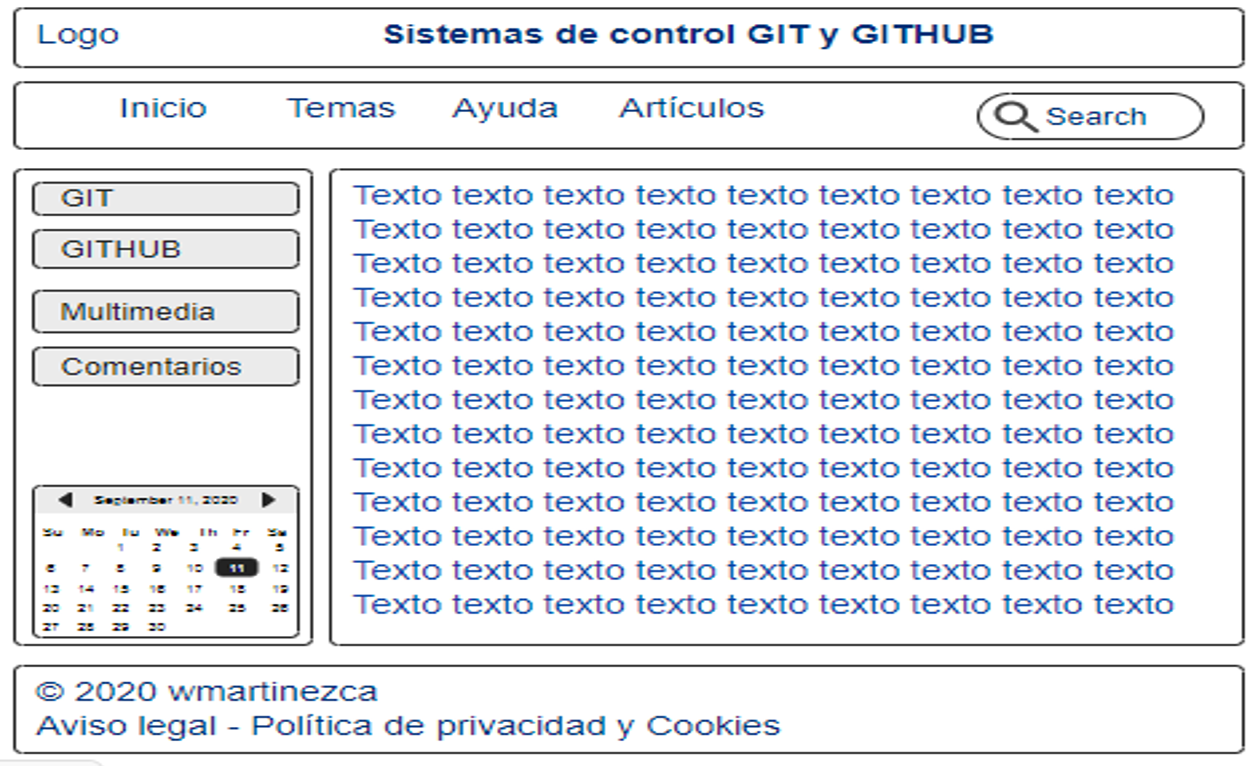 Logo
Sistemas de control GIT y GITHUB
Inicio Temas Ayuda Artículos Search
GIT
GITHUB
Multimedia
Comentarios
September 11, 2020
Su Mo Tu We Th Fr Sa
1 2 3 4 5
6 7 8 9 10 11 12
13 14 15 16 17 18 19
20 21 22 23 24 25 26
27 28 29 30
Texto texto texto texto texto texto texto texto texto
Texto texto texto texto texto texto texto texto texto
Texto texto texto texto texto texto texto texto texto
Texto texto texto texto texto texto texto texto texto
Texto texto texto texto texto texto texto texto texto
Texto texto texto texto texto texto texto texto texto
Texto texto texto texto texto texto texto texto texto
Texto texto texto texto texto texto texto texto texto
Texto texto texto texto texto texto texto texto texto
Texto texto texto texto texto texto texto texto texto
Texto texto texto texto texto texto texto texto texto
Texto texto texto texto texto texto texto texto texto
Texto texto texto texto texto texto texto texto texto
© 2020 wmartinezca
Aviso legal - Política de privacidad y Cookies